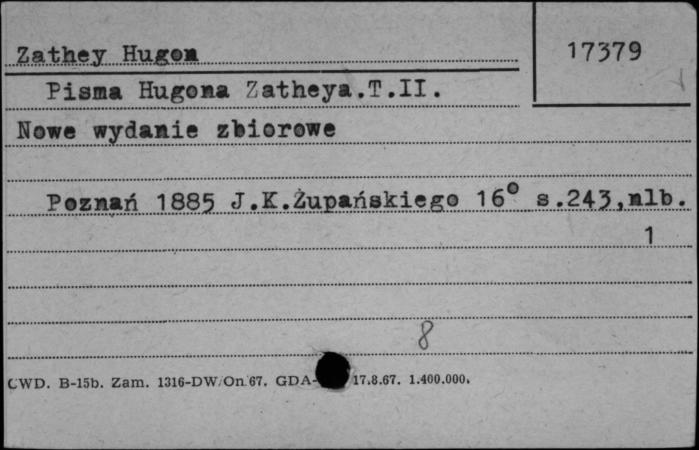 Zathey Hugon
17379
Pisma Hugona Zatheya.T.II.
Nowe wydanie zbiorowe
Poznań 1885 J.K.Żupańskiego 16° s.243,nlb.
1
8
CWD. B-15b. Zam. 1316-DW/On 67. GDA- 17.8.67. 1.400.000.